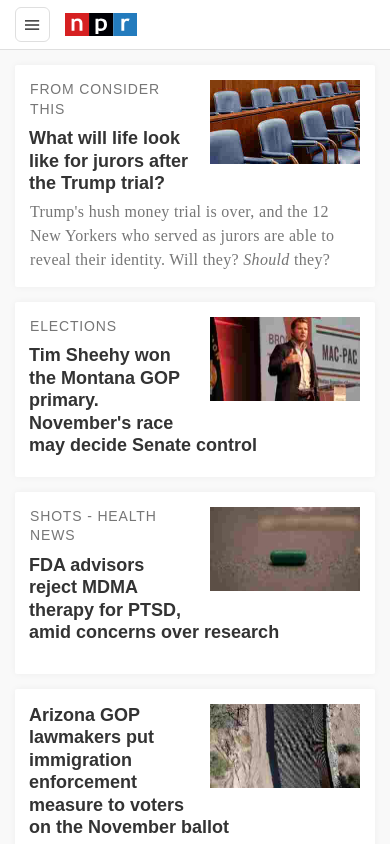 npr
FROM CONSIDER
THIS
What will life look
like for jurors after
the Trump trial?
Trump's hush money trial is over, and the 12
New Yorkers who served as jurors are able to
reveal their identity. Will they? Should they?
ELECTIONS
Tim Sheehy won
the Montana GOP
primary.
November's race
may decide Senate control
MAC-PAC
SHOTS - HEALTH
NEWS
FDA advisors
reject MDMA
therapy for PTSD,
amid concerns over research
Arizona GOP
lawmakers put
immigration
enforcement
measure to voters
on the November ballot